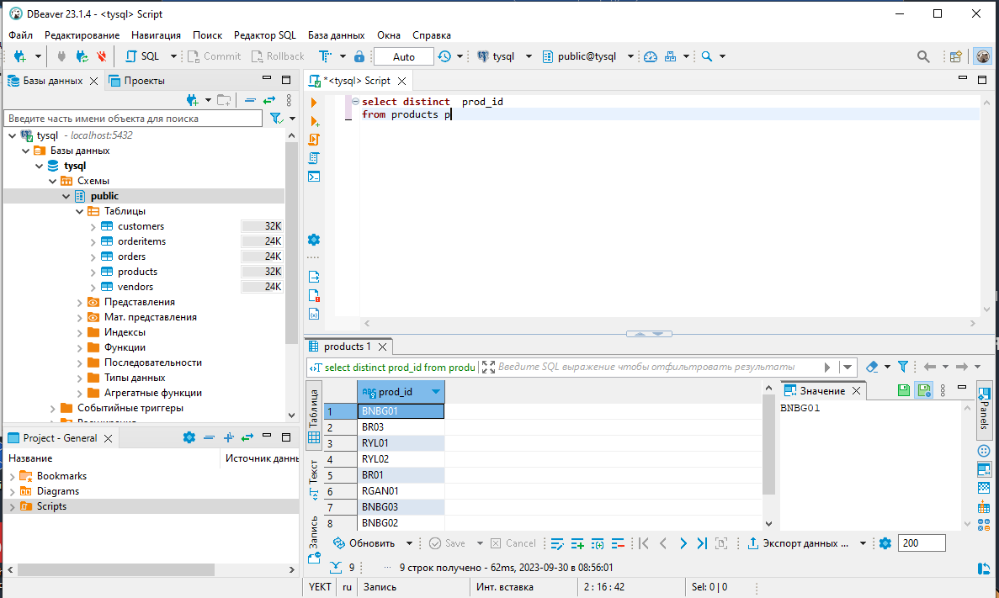 DBeaver 23.1.4 - <tysql> Script
Файл Редактирование Навигация Поиск Редактор SQL База данных Окна Справка
SQL Commit Rollback Auto tysql public@tysql
Базы данных Проекты
*<tysql> Script
Введите часть имени объекта для поиска
tysql - localhost:5432
Базы данных
tysql
Схемы
public
Таблицы
customers 32K
orderitems 24K
orders 24K
products 32K
vendors 24K
Представления
Мат. представления
Индексы
Функции
Последовательности
Типы данных
Агрегатные функции
Событийные триггеры
select distinct prod_id
from products p
Project - General
Название Источник данн
Bookmarks
Diagrams
Scripts
products 1
select distinct prod_id from produ Введите SQL выражение чтобы отфильтровать результаты
Таблица
Текст
Запись
ABC prod_id
1 BNBG01
2 BR03
3 RYL01
4 RYL02
5 BR01
6 RGAN01
7 BNBG03
8 BNBG02
Значение
BNBG01
Panels
Обновить Save Cancel Экспорт данных ... 200
9 ... 9 строк получено - 62ms, 2023-09-30 в 08:56:01
YEKT ru Запись Инт. вставка 2 : 16 : 42 Sel: 0 | 0